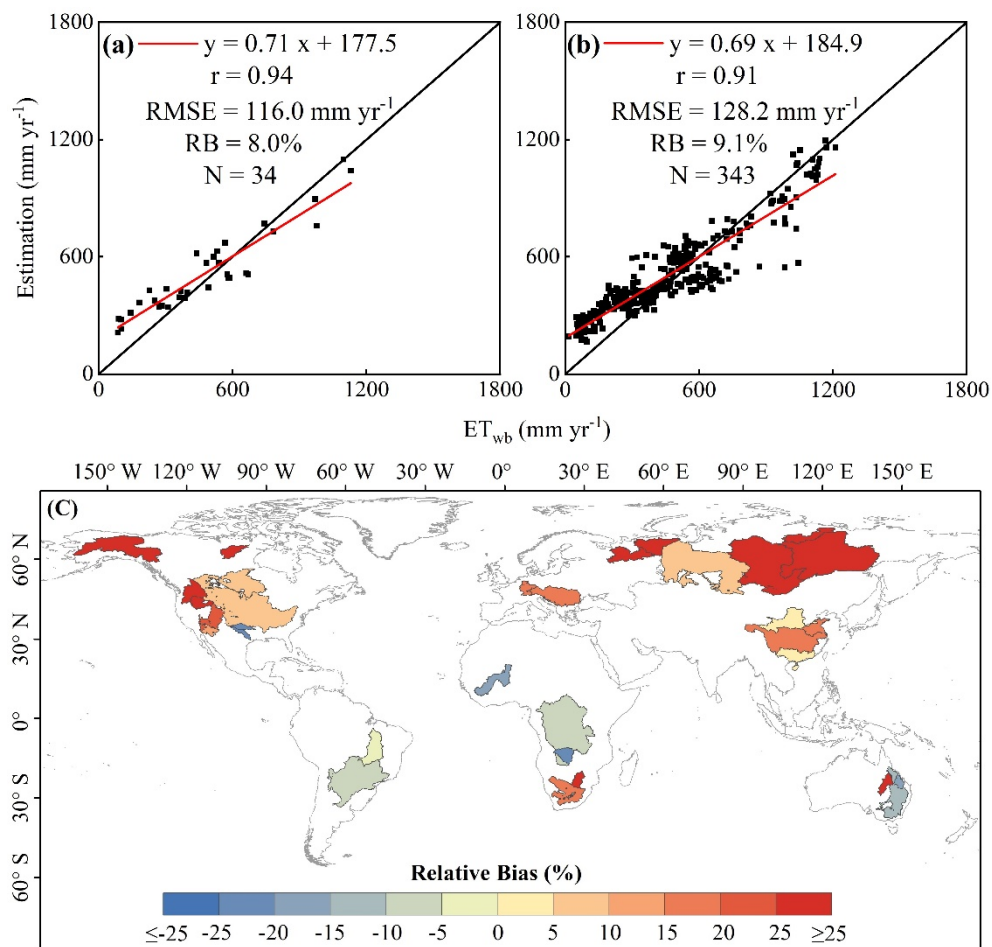 1800
(a)
y = 0.71 x + 177.5
r = 0.94
RMSE = 116.0 mm yr⁻¹
RB = 8.0%
N = 34
1200
600
0
0 600 1200 1800
Estimation (mm yr⁻¹)
1800
(b)
y = 0.69 x + 184.9
r = 0.91
RMSE = 128.2 mm yr⁻¹
RB = 9.1%
N = 343
1200
600
0
0 600 1200 1800
ET_wb (mm yr⁻¹)
150° W 120° W 90° W 60° W 30° W 0° 30° E 60° E 90° E 120° E 150° E
(C)
60° N
30° N
0°
30° S
60° S
Relative Bias (%)
≤-25 -25 -20 -15 -10 -5 0 5 10 15 20 25 ≥25